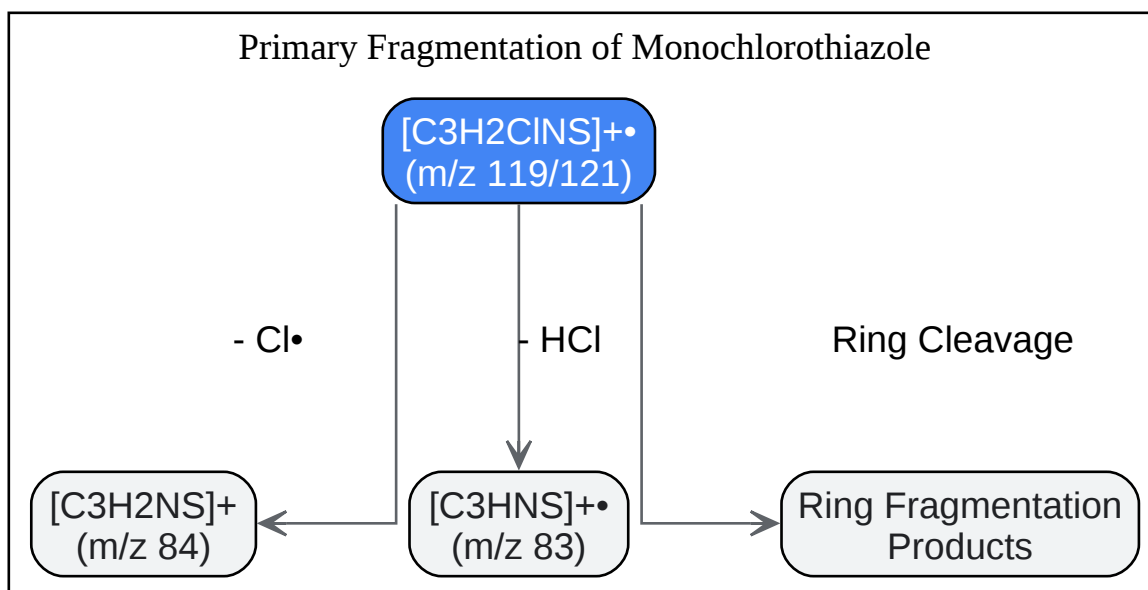 Primary Fragmentation of Monochlorothiazole
[C3H2ClNS]+•
(m/z 119/121)
- Cl•
- HCl
Ring Cleavage
[C3H2NS]+
(m/z 84)
[C3HNS]+•
(m/z 83)
Ring Fragmentation
Products